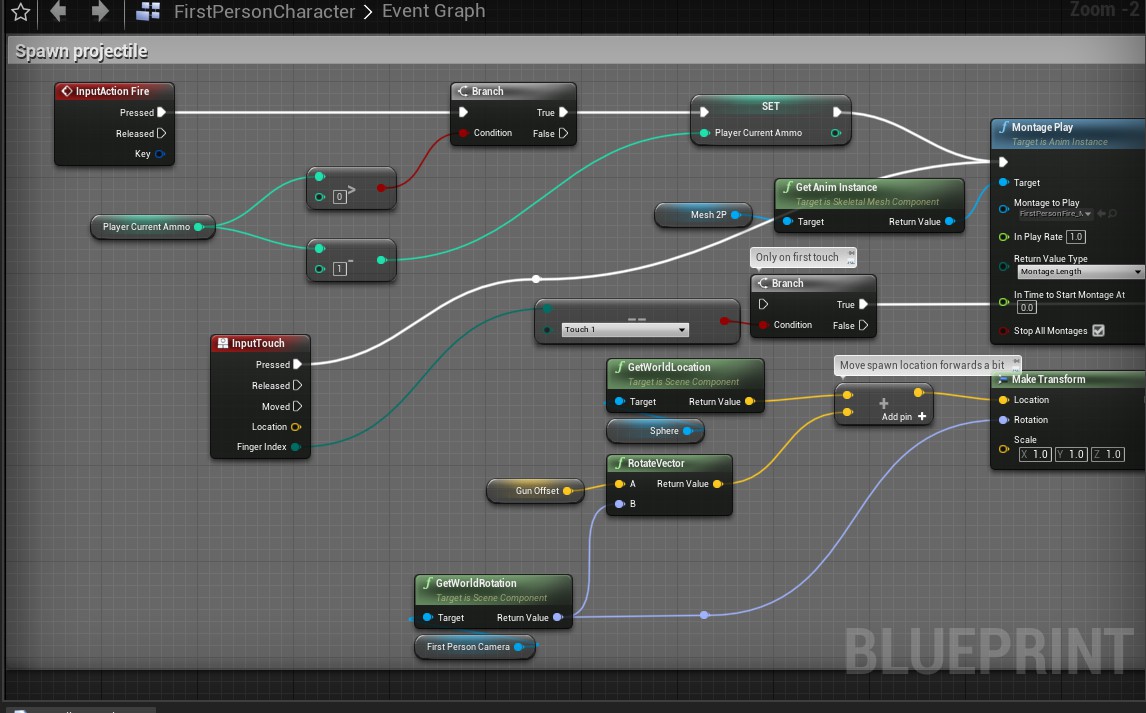 FirstPersonCharacter > Event Graph
Zoom -2
Spawn projectile
InputAction Fire
Pressed
Released
Key
Branch
True
Condition
False
SET
Player Current Ammo
Montage Play
Target is Anim Instance
Target
Montage to Play
In Play Rate 1.0
Return Value Type
Montage Length
In Time to Start Montage At
0.0
Stop All Montages
Player Current Ammo
0 >
1 -
Mesh 2P
Get Anim Instance
Target is Skeletal Mesh Component
Target
Return Value
Only on first touch
Branch
True
Condition
False
==
Touch 1
InputTouch
Pressed
Released
Moved
Location
Finger Index
GetWorldLocation
Target is Scene Component
Target
Return Value
Sphere
Move spawn location forwards a bit
+
Add pin +
Make Transform
Location
Rotation
Scale
X 1.0 Y 1.0 Z 1.0
Gun Offset
RotateVector
A
Return Value
B
GetWorldRotation
Target is Scene Component
Target
Return Value
First Person Camera
BLUEPRINT